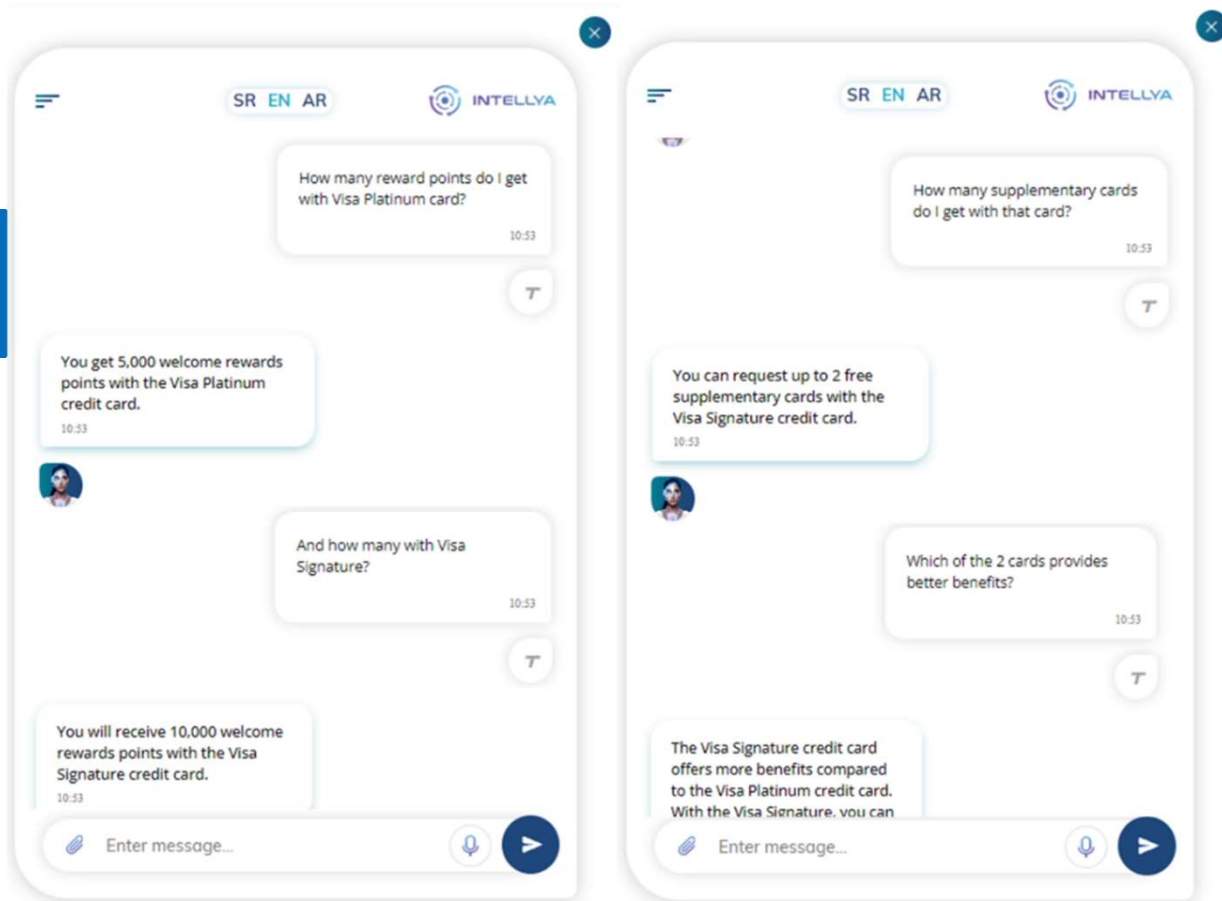 SR EN AR
INTELLYA
How many reward points do I get
with Visa Platinum card?
10:53
T
You get 5,000 welcome rewards
points with the Visa Platinum
credit card.
10:53
And how many with Visa
Signature?
10:53
T
You will receive 10,000 welcome
rewards points with the Visa
Signature credit card.
10:53
Enter message...
SR EN AR
INTELLYA
How many supplementary cards
do I get with that card?
10:53
T
You can request up to 2 free
supplementary cards with the
Visa Signature credit card.
10:53
Which of the 2 cards provides
better benefits?
10:53
T
The Visa Signature credit card
offers more benefits compared
to the Visa Platinum credit card.
With the Visa Signature, you can
Enter message...